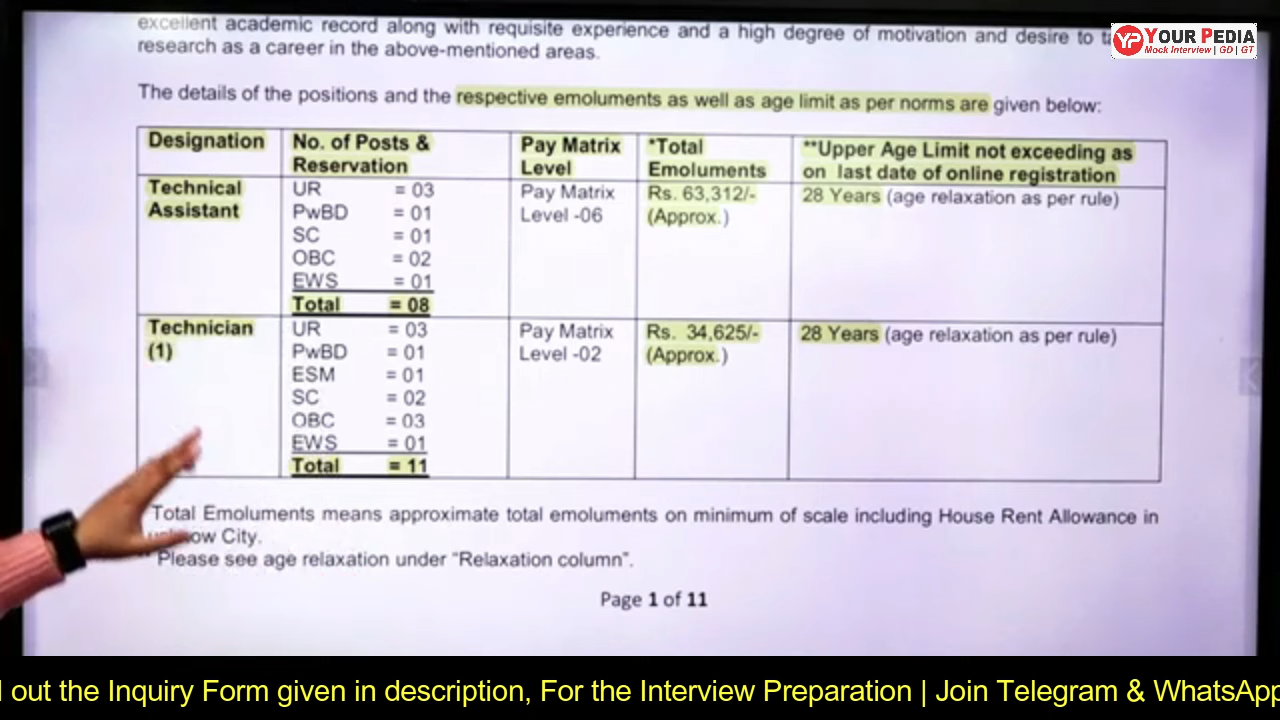 excellent academic record along with requisite experience and a high degree of motivation and desire to
research as a career in the above-mentioned areas.
YOUR PEDIA
Mock Interview | GD | GT
YP
The details of the positions and the respective emoluments as well as age limit as per norms are given below:
Designation
No. of Posts & Reservation
Pay Matrix Level
*Total Emoluments
**Upper Age Limit not exceeding as on last date of online registration
Technical Assistant
UR = 03
PwBD = 01
SC = 01
OBC = 02
EWS = 01
Total = 08
Pay Matrix Level -06
Rs. 63,312/- (Approx.)
28 Years (age relaxation as per rule)
Technician (1)
UR = 03
PwBD = 01
ESM = 01
SC = 02
OBC = 03
EWS = 01
Total = 11
Pay Matrix Level -02
Rs. 34,625/- (Approx.)
28 Years (age relaxation as per rule)
Total Emoluments means approximate total emoluments on minimum of scale including House Rent Allowance in
City.
Please see age relaxation under "Relaxation column".
Page 1 of 11
out the Inquiry Form given in description, For the Interview Preparation | Join Telegram & WhatsApp